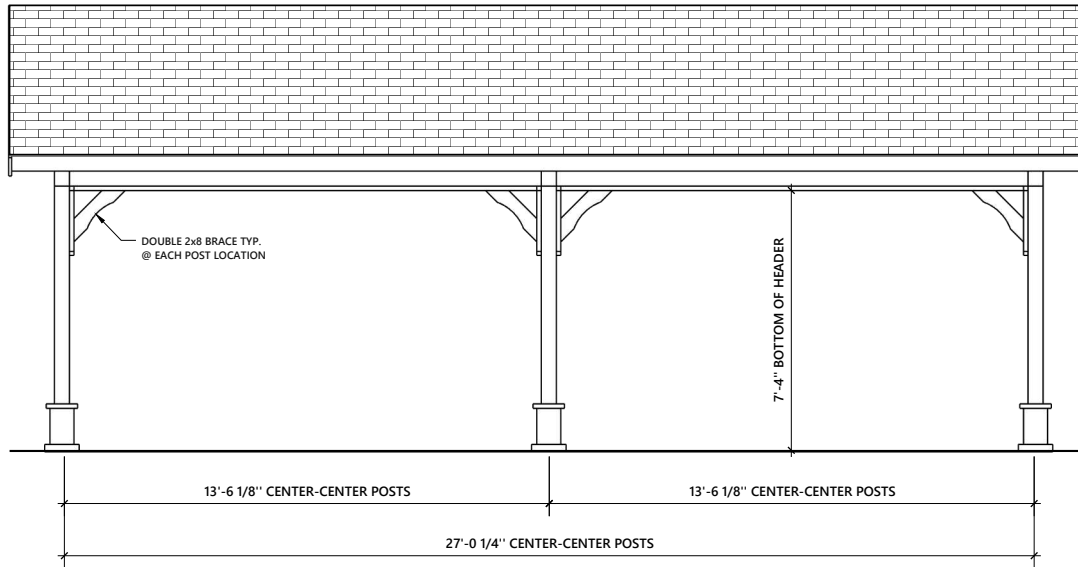 DOUBLE 2x8 BRACE TYP.
@ EACH POST LOCATION
7'-4" BOTTOM OF HEADER
13'-6 1/8" CENTER-CENTER POSTS
13'-6 1/8" CENTER-CENTER POSTS
27'-0 1/4" CENTER-CENTER POSTS